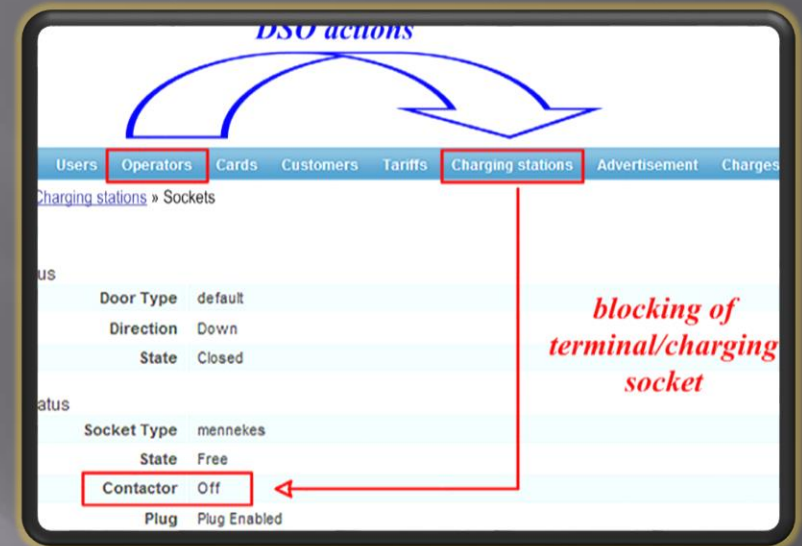 DSO actions
Users Operators Cards Customers Tariffs Charging stations Advertisement Charges
Charging stations » Sockets
us
Door Type default
Direction Down
State Closed
blocking of
terminal/charging
socket
atus
Socket Type mennekes
State Free
Contactor Off
Plug Plug Enabled